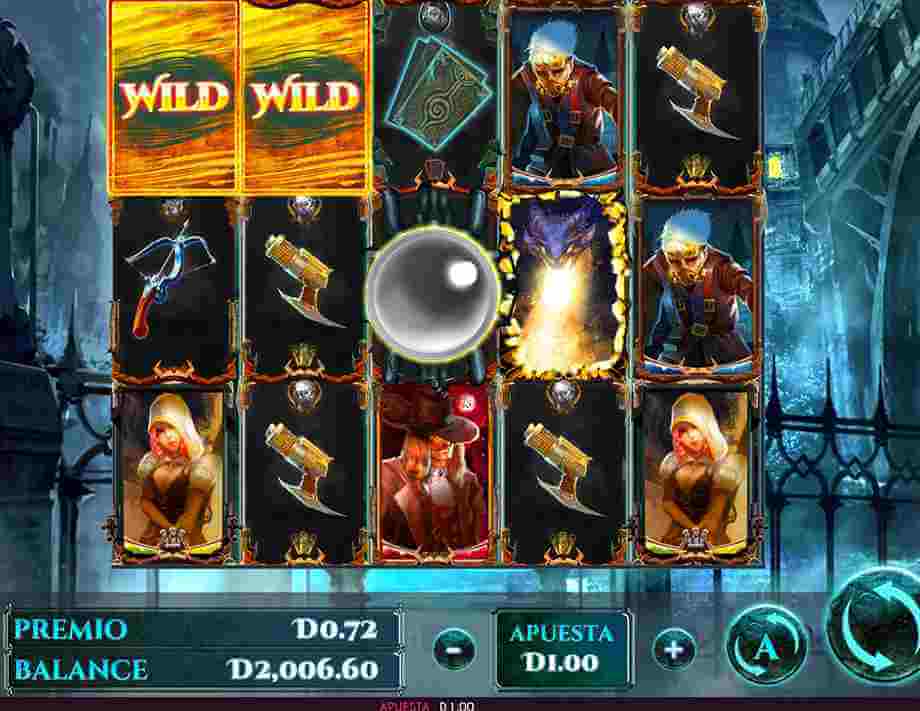 WILD WILD
PREMIO D0.72
BALANCE D2,006.60
- APUESTA +
D1.00
A
APUESTA D1.00